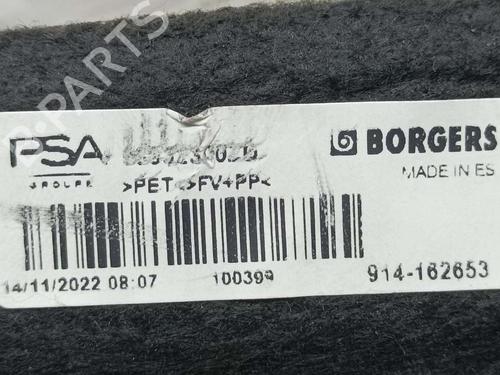 PSA
GROUPE
BORGERS
MADE IN ES
>PET<>FV+PP<
14/11/2022 08:07
100399
914-162653
B-PARTS